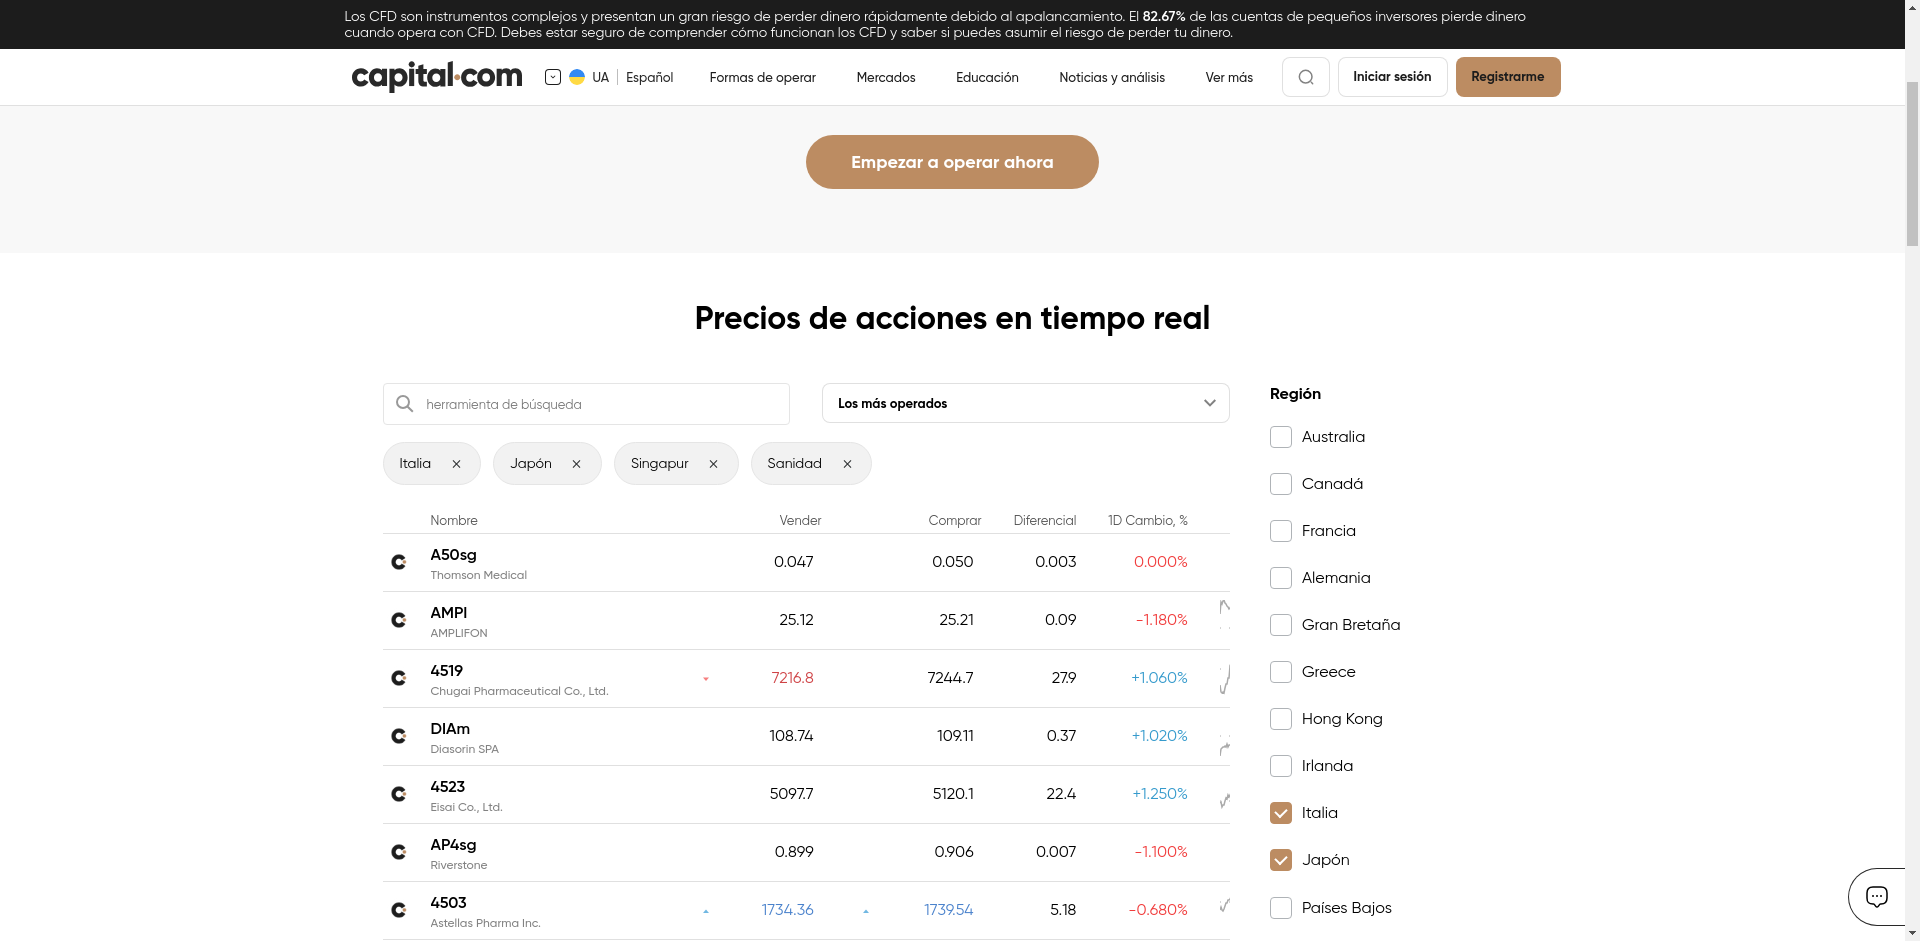 Los CFD son instrumentos complejos y presentan un gran riesgo de perder dinero rápidamente debido al apalancamiento. El 82.67% de las cuentas de pequeños inversores pierde dinero
cuando opera con CFD. Debes estar seguro de comprender cómo funcionan los CFD y saber si puedes asumir el riesgo de perder tu dinero.
capital.com UA Español Formas de operar Mercados Educación Noticias y análisis Ver más Iniciar sesión Registrarme
Empezar a operar ahora
Precios de acciones en tiempo real
herramienta de búsqueda
Los más operados
Italia Japón Singapur Sanidad
Nombre Vender Comprar Diferencial 1D Cambio, %
A50sg 0.047 0.050 0.003 0.000%
Thomson Medical
AMPl 25.12 25.21 0.09 -1.180%
AMPLIFON
4519 7216.8 7244.7 27.9 +1.060%
Chugai Pharmaceutical Co., Ltd.
DIAm 108.74 109.11 0.37 +1.020%
Diasorin SPA
4523 5097.7 5120.1 22.4 +1.250%
Eisai Co., Ltd.
AP4sg 0.899 0.906 0.007 -1.100%
Riverstone
4503 1734.36 1739.54 5.18 -0.680%
Astellas Pharma Inc.
Región
Australia
Canadá
Francia
Alemania
Gran Bretaña
Greece
Hong Kong
Irlanda
Italia
Japón
Países Bajos